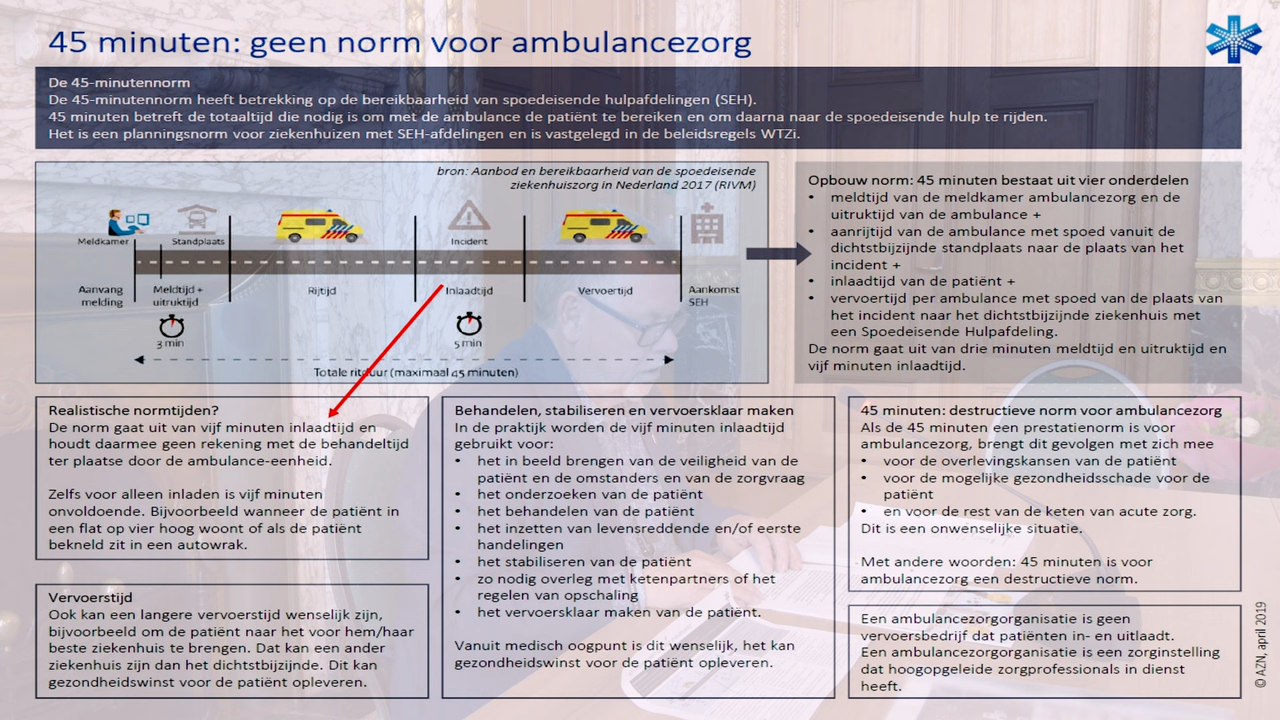 45 minuten: geen norm voor ambulancezorg
De 45-minutennorm
De 45-minutennorm heeft betrekking op de bereikbaarheid van spoedeisende hulpafdelingen (SEH).
45 minuten betreft de totaaltijd die nodig is om met de ambulance de patiënt te bereiken en om daarna naar de spoedeisende hulp te rijden.
Het is een planningsnorm voor ziekenhuizen met SEH-afdelingen en is vastgelegd in de beleidsregels WTZi.
bron: Aanbod en bereikbaarheid van de spoedeisende
ziekenhuiszorg in Nederland 2017 (RIVM)
Meldkamer
Standplaats
Incident
Aanvang
melding
Meldtijd +
uitruktijd
Rijtijd
Inlaadtijd
Vervoertijd
Aankomst
SEH
3 min
5 min
Totale ritduur (maximaal 45 minuten)
Opbouw norm: 45 minuten bestaat uit vier onderdelen
• meldtijd van de meldkamer ambulancezorg en de
uitruktijd van de ambulance +
• aanrijtijd van de ambulance met spoed vanuit de
dichtstbijzijnde standplaats naar de plaats van het
incident +
• inlaadtijd van de patiënt +
• vervoertijd per ambulance met spoed van de plaats van
het incident naar het dichtstbijzijnde ziekenhuis met
een Spoedeisende Hulpafdeling.
De norm gaat uit van drie minuten meldtijd en uitruktijd en
vijf minuten inlaadtijd.
Realistische normtijden?
De norm gaat uit van vijf minuten inlaadtijd en
houdt daarmee geen rekening met de behandeltijd
ter plaatse door de ambulance-eenheid.
Zelfs voor alleen inladen is vijf minuten
onvoldoende. Bijvoorbeeld wanneer de patiënt in
een flat op vier hoog woont of als de patiënt
bekneld zit in een autowrak.
Vervoerstijd
Ook kan een langere vervoerstijd wenselijk zijn,
bijvoorbeeld om de patiënt naar het voor hem/haar
beste ziekenhuis te brengen. Dat kan een ander
ziekenhuis zijn dan het dichtstbijzijnde. Dit kan
gezondheidswinst voor de patiënt opleveren.
Behandelen, stabiliseren en vervoersklaar maken
In de praktijk worden de vijf minuten inlaadtijd
gebruikt voor:
• het in beeld brengen van de veiligheid van de
patiënt en de omstanders en van de zorgvraag
• het onderzoeken van de patiënt
• het behandelen van de patiënt
• het inzetten van levensreddende en/of eerste
handelingen
• het stabiliseren van de patiënt
• zo nodig overleg met ketenpartners of het
regelen van opschaling
• het vervoersklaar maken van de patiënt.
Vanuit medisch oogpunt is dit wenselijk, het kan
gezondheidswinst voor de patiënt opleveren.
45 minuten: destructieve norm voor ambulancezorg
Als de 45 minuten een prestatienorm is voor
ambulancezorg, brengt dit gevolgen met zich mee
• voor de overlevingskansen van de patiënt
• voor de mogelijke gezondheidsschade voor de
patiënt
• en voor de rest van de keten van acute zorg.
Dit is een onwenselijke situatie.
Met andere woorden: 45 minuten is voor
ambulancezorg een destructieve norm.
Een ambulancezorgorganisatie is geen
vervoersbedrijf dat patiënten in- en uitlaadt.
Een ambulancezorgorganisatie is een zorginstelling
dat hoogopgeleide zorgprofessionals in dienst
heeft.
© AZN, april 2019